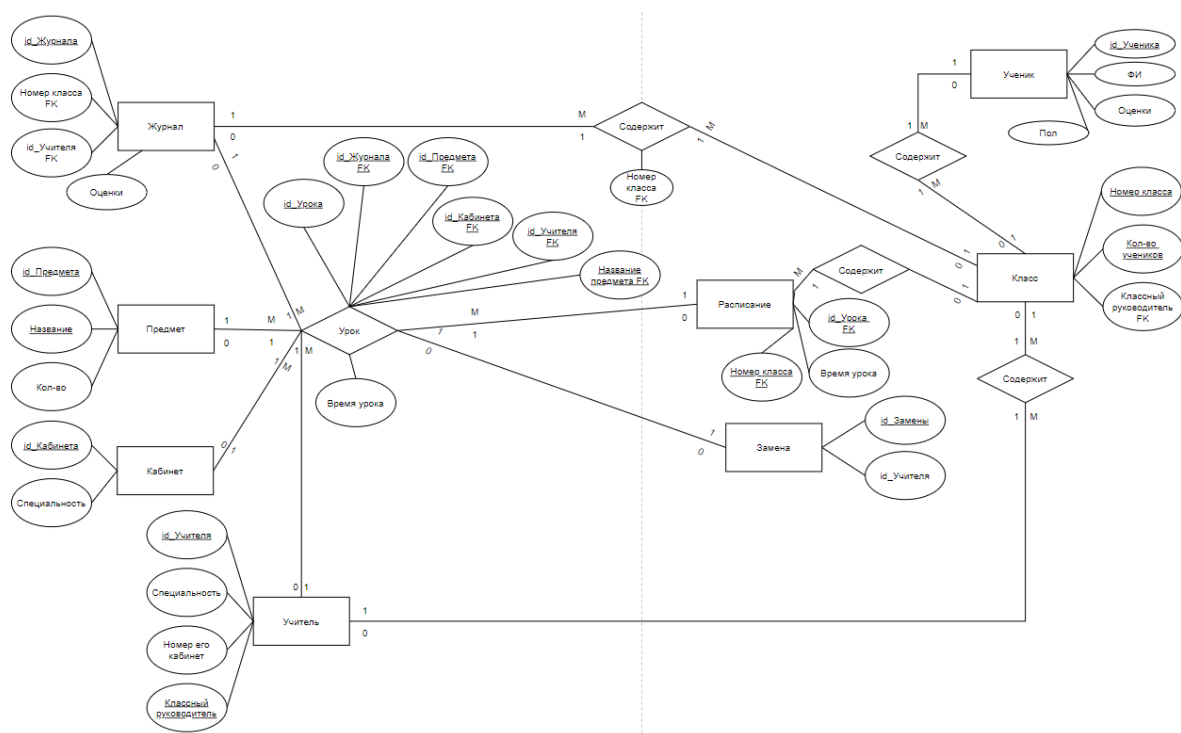 id_Журнала
Номер класса
FK
id_Учителя
FK
Оценки
Журнал
1
0
M
1
Содержит
Номер
класса
FK
1
M
1
0
id_Урока
id_Журнала
FK
id_Предмета
FK
id_Кабинета
FK
id_Учителя
FK
Название
предмета FK
1
0
Ученик
id_Ученика
ФИ
Оценки
Пол
1
M
Содержит
1
M
0
1
Номер класса
Кол-во
учеников
Классный
руководитель
FK
Класс
0
1
0
1
0
1
id_Предмета
Название
Кол-во
Предмет
1
0
M
1
1
M
1
M
1
M
Урок
Время урока
M
1
1
0
1
0
Расписание
M
1
Содержит
id_Урока
FK
Время урока
Номер класса
FK
1
M
Содержит
1
M
id_Кабинета
Специальность
Кабинет
0
1
1
0
Замена
id_Замены
id_Учителя
id_Учителя
Специальность
Номер его
кабинет
Классный
руководитель
0
1
Учитель
1
0